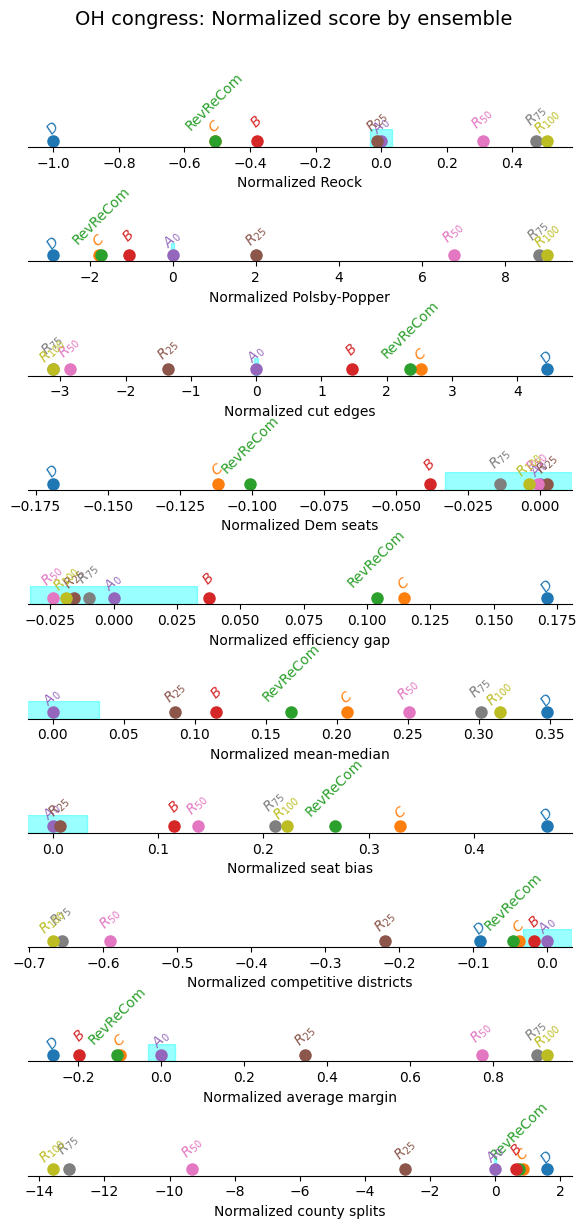 OH congress: Normalized score by ensemble
D RevReCom C B R25 A0 R50 R75 R100
−1.0 −0.8 −0.6 −0.4 −0.2 0.0 0.2 0.4
Normalized Reock
D C RevReCom B A0 R25 R50 R75 R100
−2 0 2 4 6 8
Normalized Polsby-Popper
R75 R100 R50 R25 A0 B RevReCom C D
−3 −2 −1 0 1 2 3 4
Normalized cut edges
D C RevReCom B R75 R100 R50 A0 R25
−0.175 −0.150 −0.125 −0.100 −0.075 −0.050 −0.025 0.000
Normalized Dem seats
R50 R100 R25 R75 A0 B RevReCom C D
−0.025 0.000 0.025 0.050 0.075 0.100 0.125 0.150 0.175
Normalized efficiency gap
A0 R25 B RevReCom C R50 R75 R100 D
0.00 0.05 0.10 0.15 0.20 0.25 0.30 0.35
Normalized mean-median
A0 R25 B R50 R75 R100 RevReCom C D
0.0 0.1 0.2 0.3 0.4
Normalized seat bias
R100 R75 R50 R25 D RevReCom C B A0
−0.7 −0.6 −0.5 −0.4 −0.3 −0.2 −0.1 0.0
Normalized competitive districts
D B RevReCom C A0 R25 R50 R75 R100
−0.2 0.0 0.2 0.4 0.6 0.8
Normalized average margin
R100 R75 R50 R25 A0 B RevReCom C D
−14 −12 −10 −8 −6 −4 −2 0 2
Normalized county splits